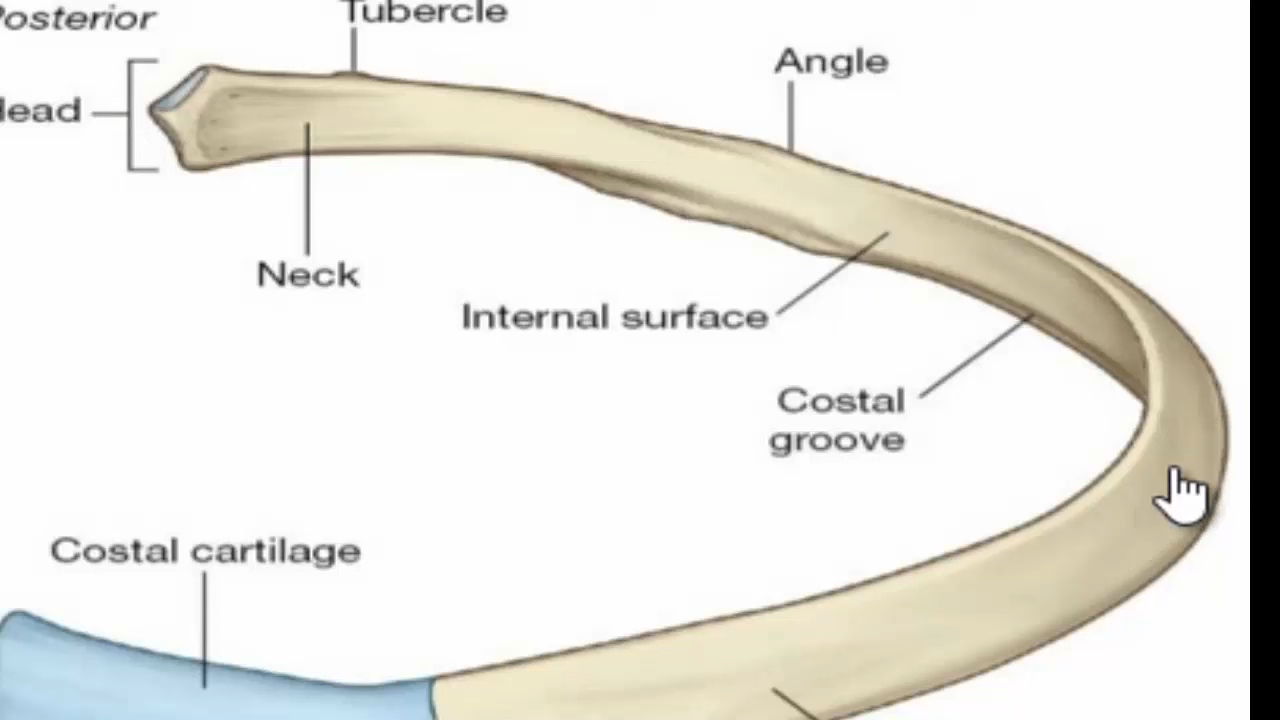 Posterior
Tubercle
Angle
Head
Neck
Internal surface
Costal
groove
Costal cartilage